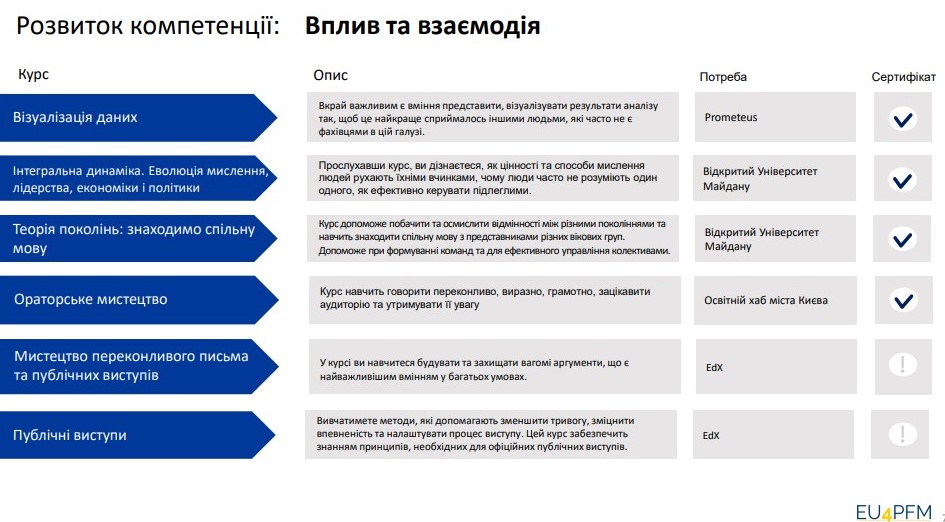 Розвиток компетенції: Вплив та взаємодія
Курс Опис Потреба Сертифікат
Візуалізація даних
Вкрай важливим є вміння представити, візуалізувати результати аналізу
так, щоб це найкраще сприймалось іншими людьми, які часто не є
фахівцями в цій галузі.
Prometeus
Інтегральна динаміка. Еволюція мислення,
лідерства, економіки і політики
Прослухавши курс, ви дізнаєтеся, як цінності та способи мислення
людей рухають їхніми вчинками, чому люди часто не розуміють один
одного, як ефективно керувати підлеглими.
Відкритий Університет
Майдану
Теорія поколінь: знаходимо спільну
мову
Курс допоможе побачити та осмислити відмінності між різними поколіннями та
навчить знаходити спільну мову з представниками різних вікових груп.
Допоможе при формуванні команд та для ефективного управління колективами.
Відкритий Університет
Майдану
Ораторське мистецтво
Курс навчить говорити переконливо, виразно, грамотно, зацікавити
аудиторію та утримувати її увагу
Освітній хаб міста Києва
Мистецтво переконливого письма
та публічних виступів
У курсі ви навчитеся будувати та захищати вагомі аргументи, що є
найважливішим вмінням у багатьох умовах.
EdX
!
Публічні виступи
Вивчатимете методи, які допомагають зменшити тривогу, зміцнити
впевненість та налаштувати процес виступу. Цей курс забезпечить
знанням принципів, необхідних для офіційних публічних виступів.
EdX
!
EU4PFM